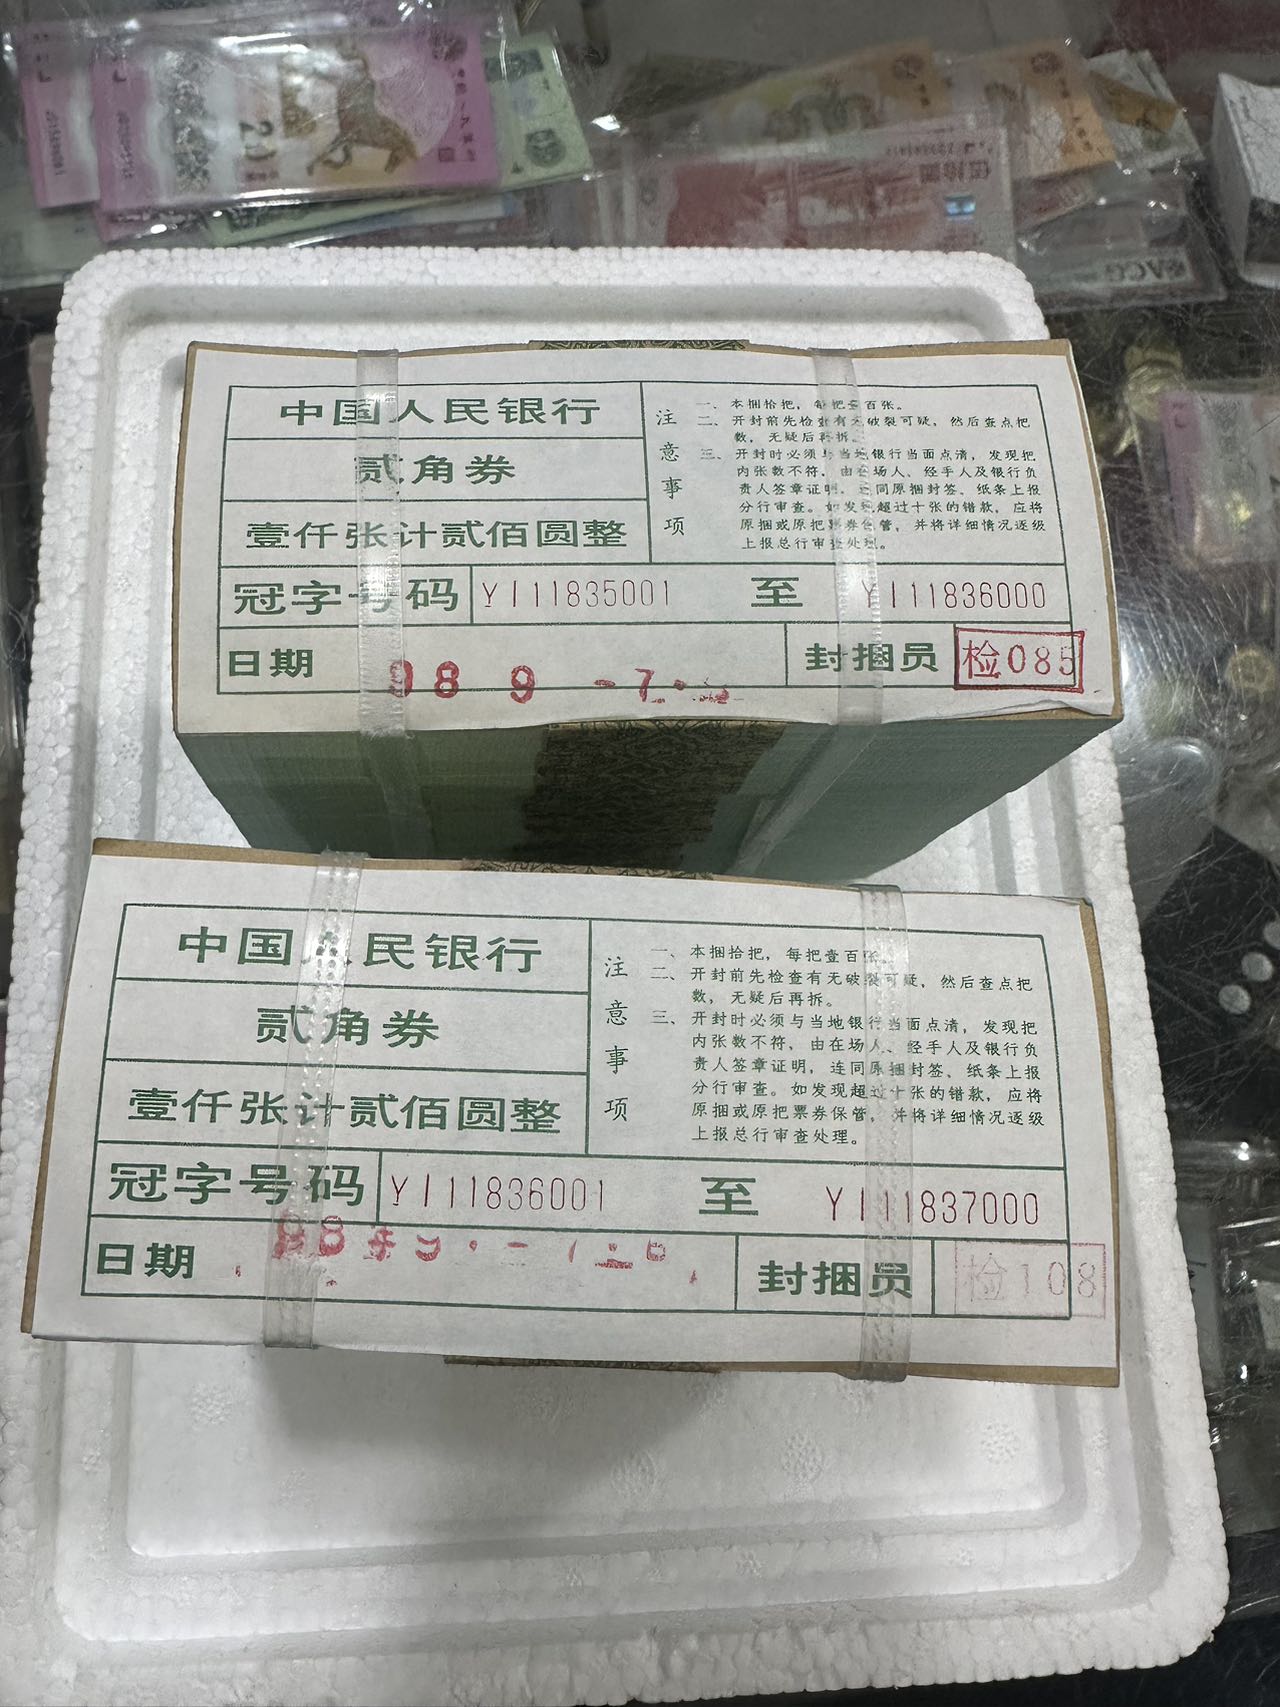 中国人民银行
贰角券
壹仟张计贰佰圆整
注意事项
一、本捆拾把，每把壹百张。
二、开封前先检查有无破裂可疑，然后查点把
数，无疑后再拆。
三、开封时必须与当地银行当面点清，发现把
内张数不符，由在场人、经手人及银行负
责人签章证明，连同原捆封签、纸条上报
分行审查。如发现超过十张的错款，应将
原捆或原把票券保管，并将详细情况逐级
上报总行审查处理。
冠字号码 YI11835001 至 YI11836000
日期 98 9 -7 封捆员 检085
中国人民银行
贰角券
壹仟张计贰佰圆整
注意事项
一、本捆拾把，每把壹百张。
二、开封前先检查有无破裂可疑，然后查点把
数，无疑后再拆。
三、开封时必须与当地银行当面点清，发现把
内张数不符，由在场人、经手人及银行负
责人签章证明，连同原捆封签、纸条上报
分行审查。如发现超过十张的错款，应将
原捆或原把票券保管，并将详细情况逐级
上报总行审查处理。
冠字号码 YI11836001 至 YI11837000
日期 98 封捆员 检108